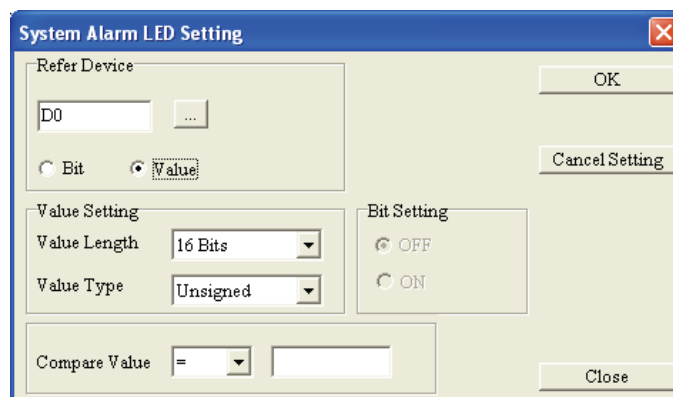 System Alarm LED Setting
Refer Device
D0
...
Bit
Value
OK
Cancel Setting
Value Setting
Value Length
16 Bits
Value Type
Unsigned
Bit Setting
OFF
ON
Compare Value
=
Close